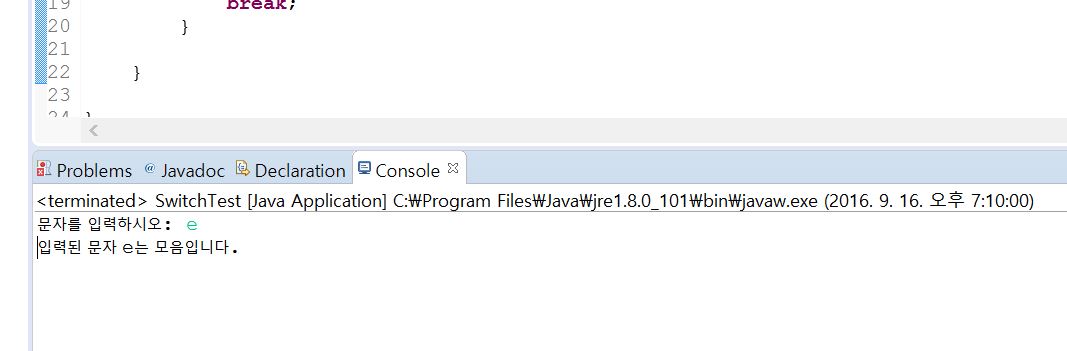 19 break;
20 }
21
22 }
23
24 }
Problems @ Javadoc Declaration Console
<terminated> SwitchTest [Java Application] C:₩Program Files₩Java₩jre1.8.0_101₩bin₩javaw.exe (2016. 9. 16. 오후 7:10:00)
문자를 입력하시오: e
입력된 문자 e는 모음입니다.